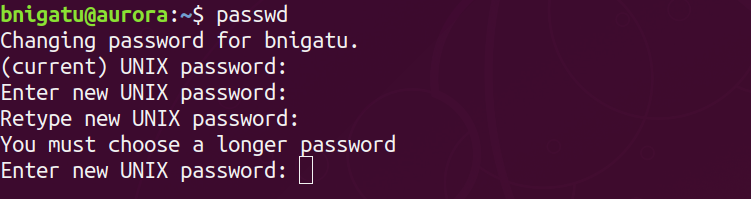 bnigatu@aurora:~$ passwd
Changing password for bnigatu.
(current) UNIX password:
Enter new UNIX password:
Retype new UNIX password:
You must choose a longer password
Enter new UNIX password: